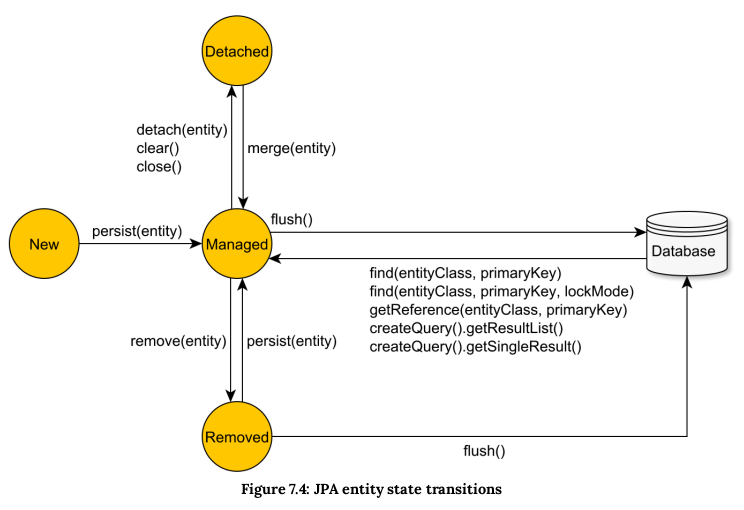 Detached
detach(entity)
clear()
close()
merge(entity)
New
persist(entity)
Managed
flush()
Database
find(entityClass, primaryKey)
find(entityClass, primaryKey, lockMode)
getReference(entityClass, primaryKey)
createQuery().getResultList()
createQuery().getSingleResult()
remove(entity)
persist(entity)
Removed
flush()
Figure 7.4: JPA entity state transitions